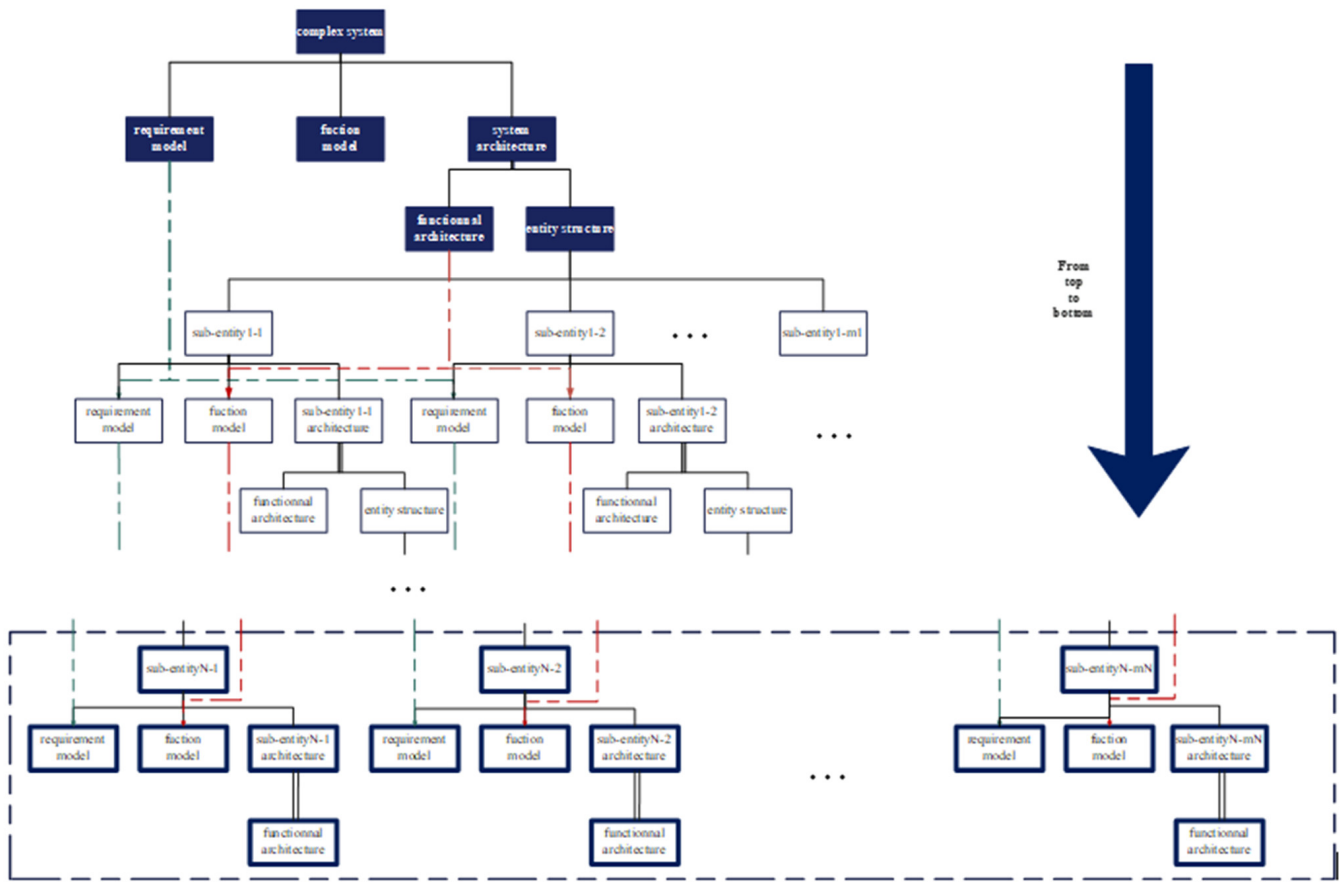 complex system
requirement
model
fuction
model
system
architecture
functionnal
architecture
entity structure
From
top
to
bottom
sub-entity1-1
sub-entity1-2
...
sub-entity1-m1
requirement
model
fuction
model
sub-entity1-1
architecture
requirement
model
fuction
model
sub-entity1-2
architecture
...
functionnal
architecture
entity structure
functionnal
architecture
entity structure
...
sub-entityN-1
sub-entityN-2
sub-entityN-mN
requirement
model
fuction
model
sub-entityN-1
architecture
requirement
model
fuction
model
sub-entityN-2
architecture
...
requirement
model
fuction
model
sub-entityN-mN
architecture
functionnal
architecture
functionnal
architecture
functionnal
architecture